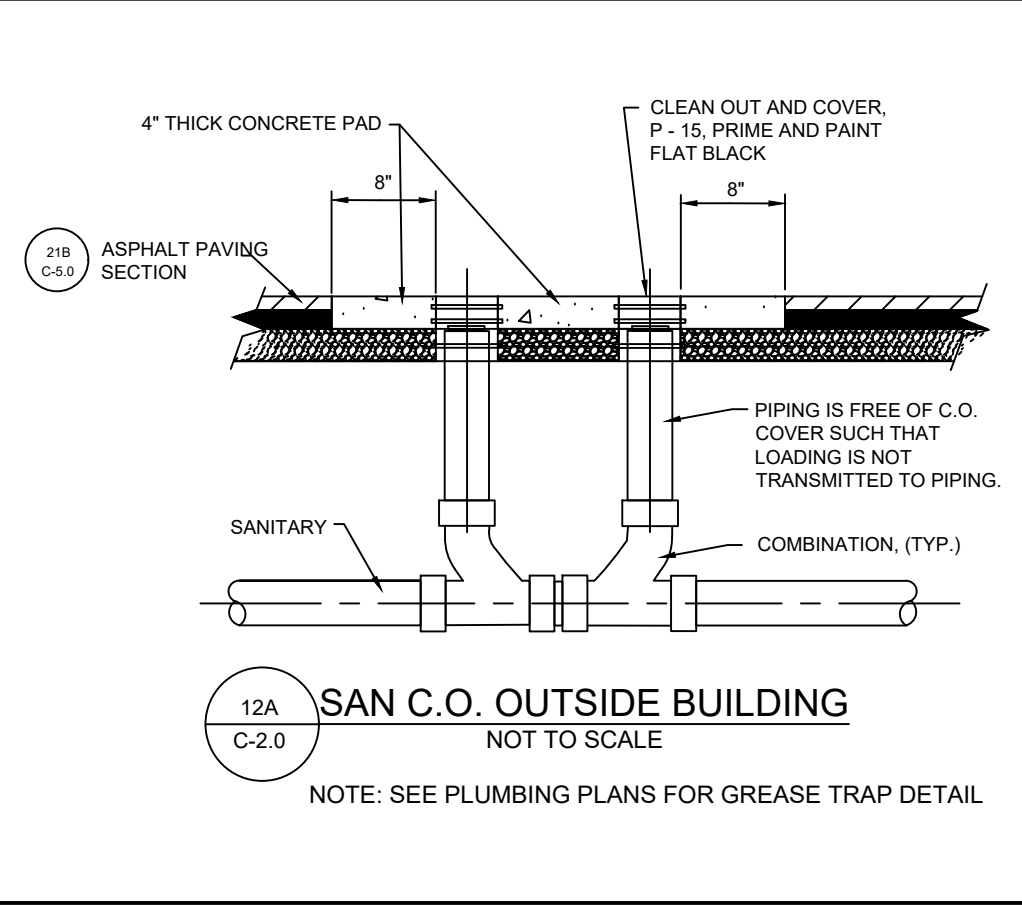 4" THICK CONCRETE PAD
CLEAN OUT AND COVER,
P - 15, PRIME AND PAINT
FLAT BLACK
8"
8"
21B
C-5.0
ASPHALT PAVING
SECTION
PIPING IS FREE OF C.O.
COVER SUCH THAT
LOADING IS NOT
TRANSMITTED TO PIPING.
SANITARY
COMBINATION, (TYP.)
12A
C-2.0
SAN C.O. OUTSIDE BUILDING
NOT TO SCALE
NOTE: SEE PLUMBING PLANS FOR GREASE TRAP DETAIL